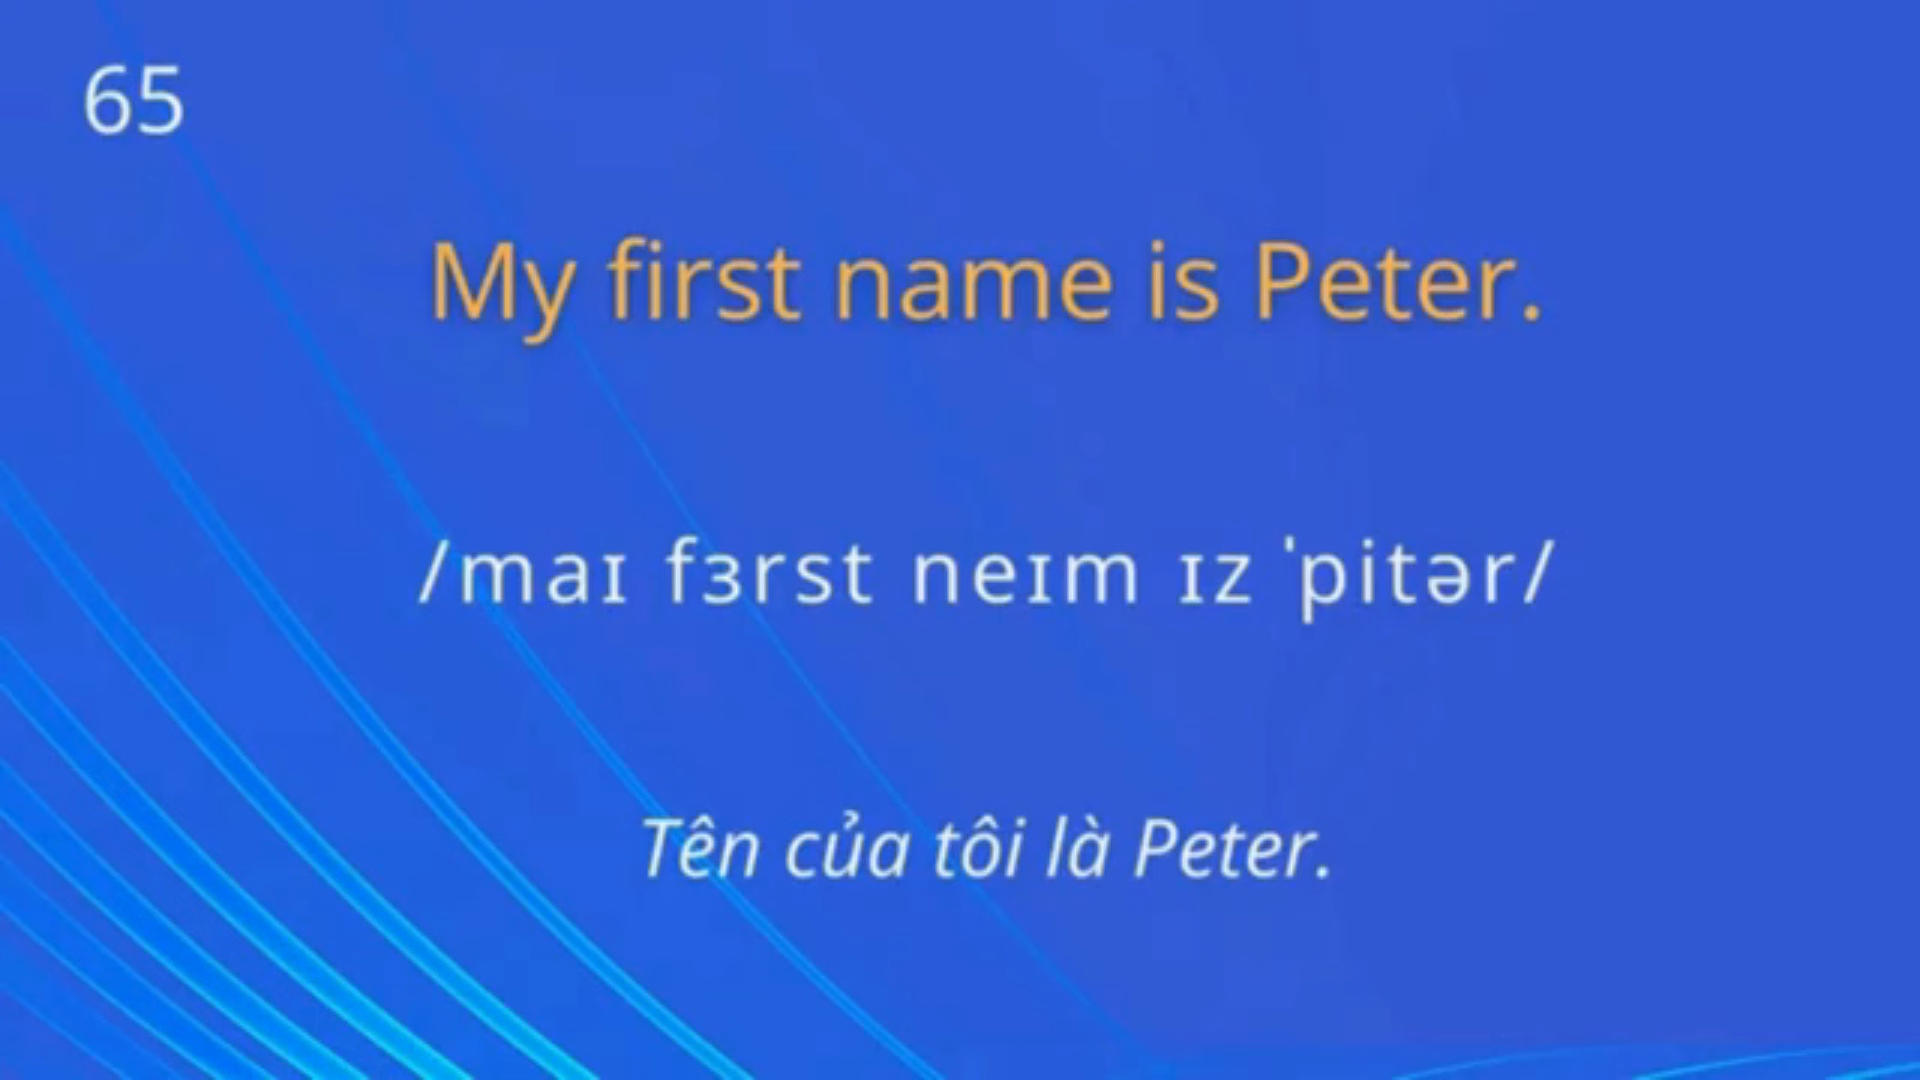 65
My first name is Peter.
/maɪ fɜrst neɪm ɪz ˈpitər/
Tên của tôi là Peter.